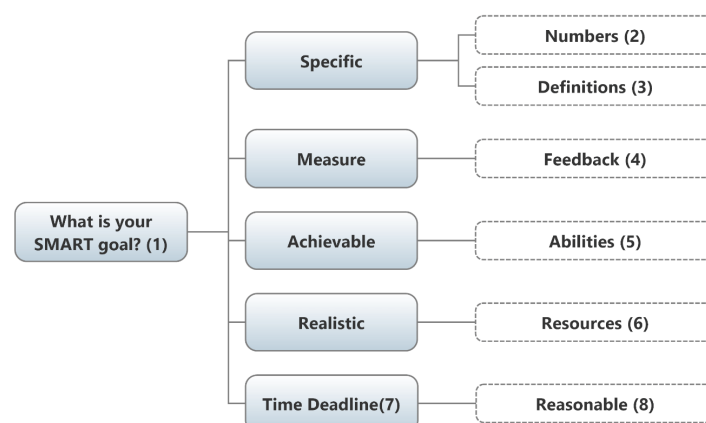 What is your
SMART goal? (1)
Specific
Numbers (2)
Definitions (3)
Measure
Feedback (4)
Achievable
Abilities (5)
Realistic
Resources (6)
Time Deadline(7)
Reasonable (8)